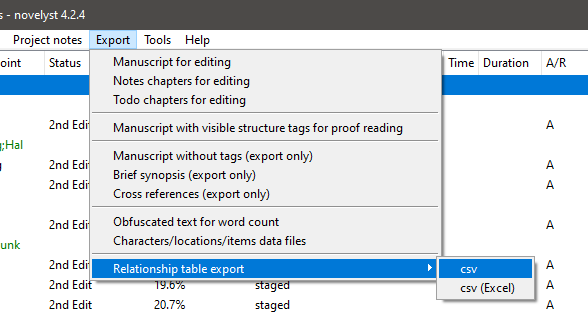 s - novelyst 4.2.4
Project notes Export Tools Help
oint Status Time Duration A/R
Manuscript for editing
Notes chapters for editing
Todo chapters for editing
2nd Edit A
Manuscript with visible structure tags for proof reading
g;Hal
2nd Edit A
Manuscript without tags (export only)
2nd Edit A
Brief synopsis (export only)
2nd Edit A
Cross references (export only)
2nd Edit A
Obfuscated text for word count
Characters/locations/items data files
unk
2nd Edit A
Relationship table export csv
2nd Edit 19.6% staged A
csv (Excel)
2nd Edit 20.7% staged A